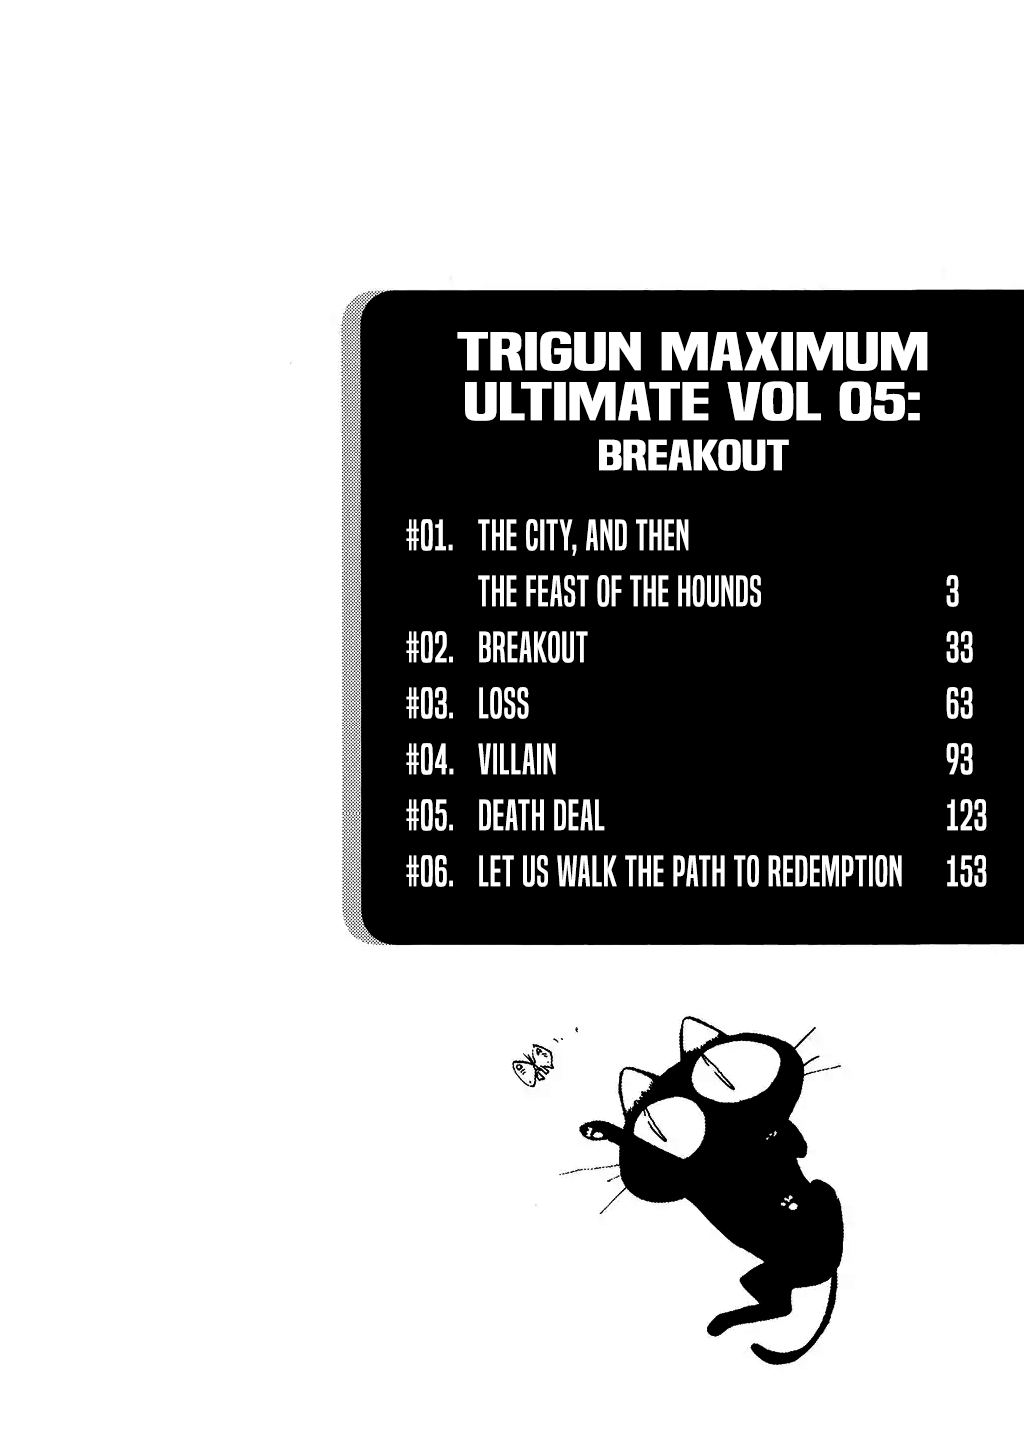 TRIGUN MAXIMUM
ULTIMATE VOL 05:
BREAKOUT
#01. THE CITY, AND THEN
THE FEAST OF THE HOUNDS 3
#02. BREAKOUT 33
#03. LOSS 63
#04. VILLAIN 93
#05. DEATH DEAL 123
#06. LET US WALK THE PATH TO REDEMPTION 153